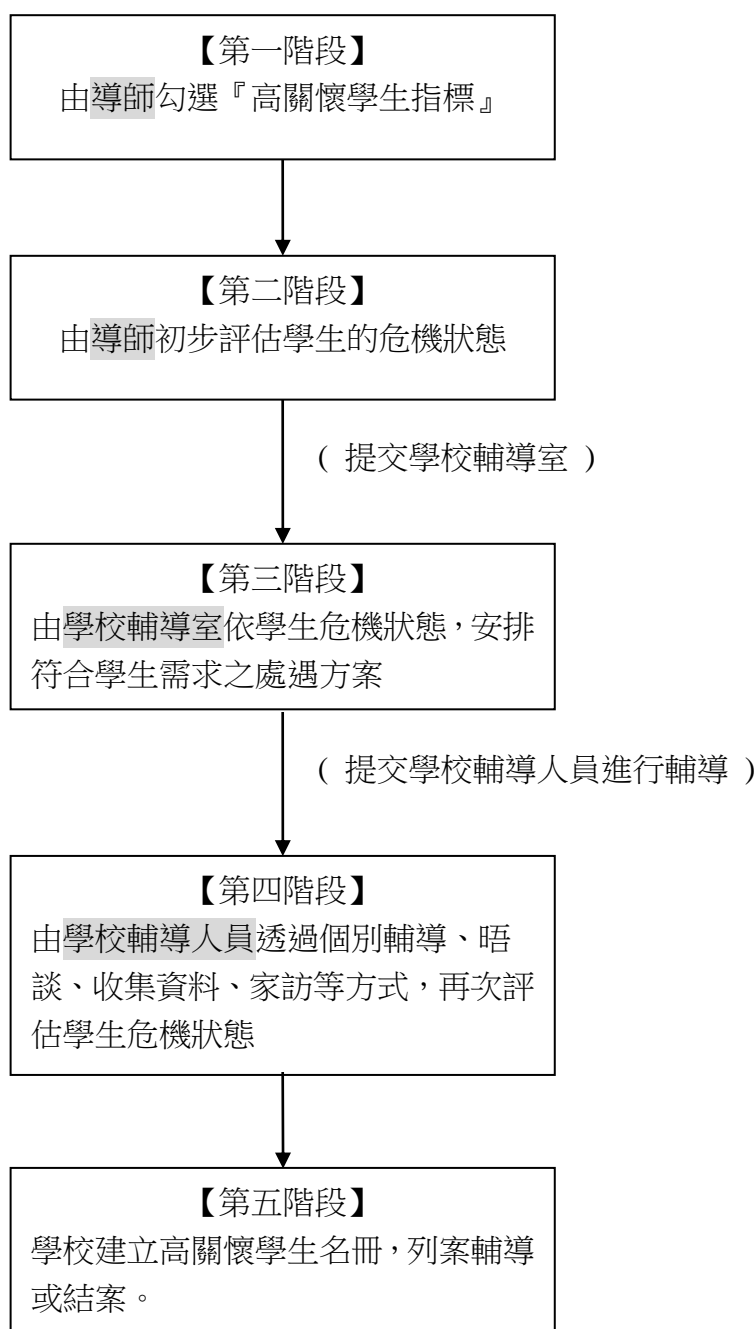 【第一階段】
由導師勾選『高關懷學生指標』
【第二階段】
由導師初步評估學生的危機狀態
( 提交學校輔導室 )
【第三階段】
由學校輔導室依學生危機狀態，安排
符合學生需求之處遇方案
( 提交學校輔導人員進行輔導 )
【第四階段】
由學校輔導人員透過個別輔導、晤
談、收集資料、家訪等方式，再次評
估學生危機狀態
【第五階段】
學校建立高關懷學生名冊，列案輔導
或結案。